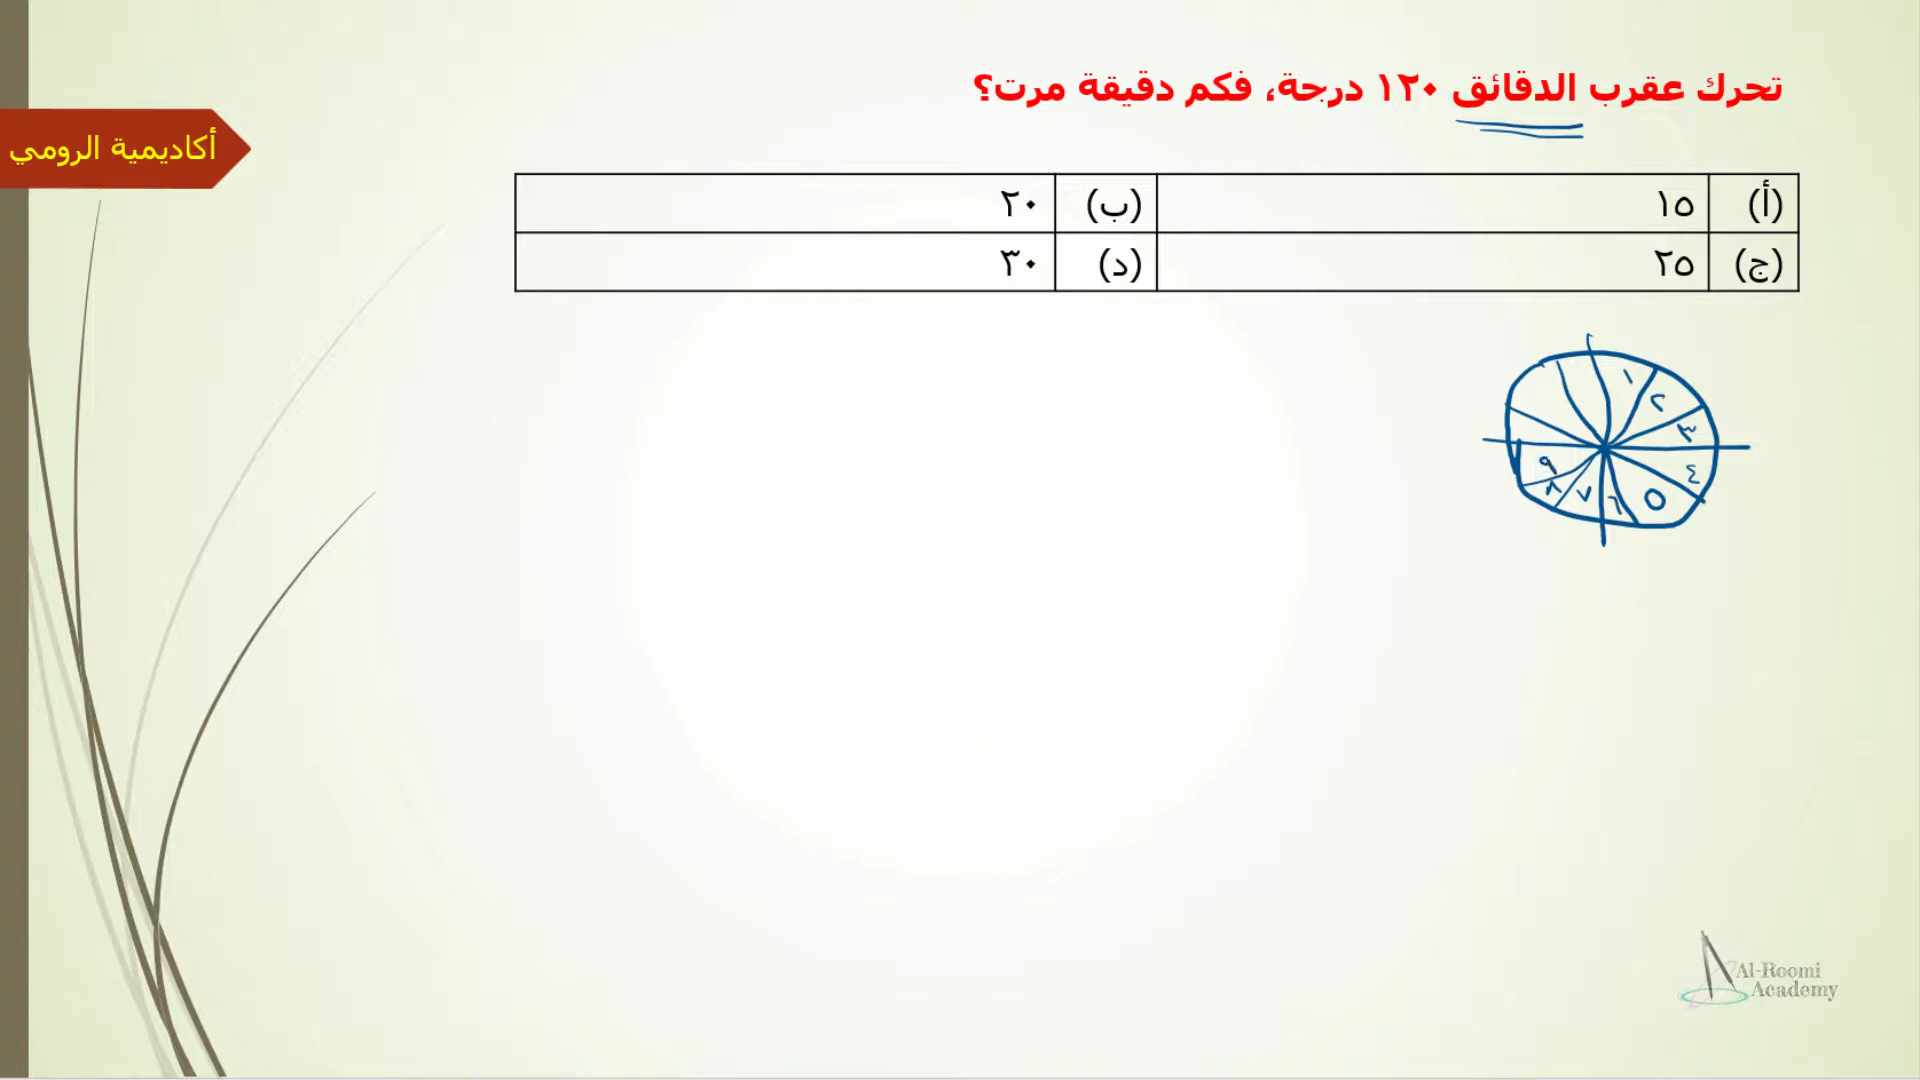 تحرك عقرب الدقائق ١٢٠ درجة، فكم دقيقة مرت؟
أكاديمية الرومي
(أ) ١٥ (ب) ٢٠
(ج) ٢٥ (د) ٣٠
١
٢
٣
٤
٥
٦
٧
٨
٩
Al-Roomi
Academy